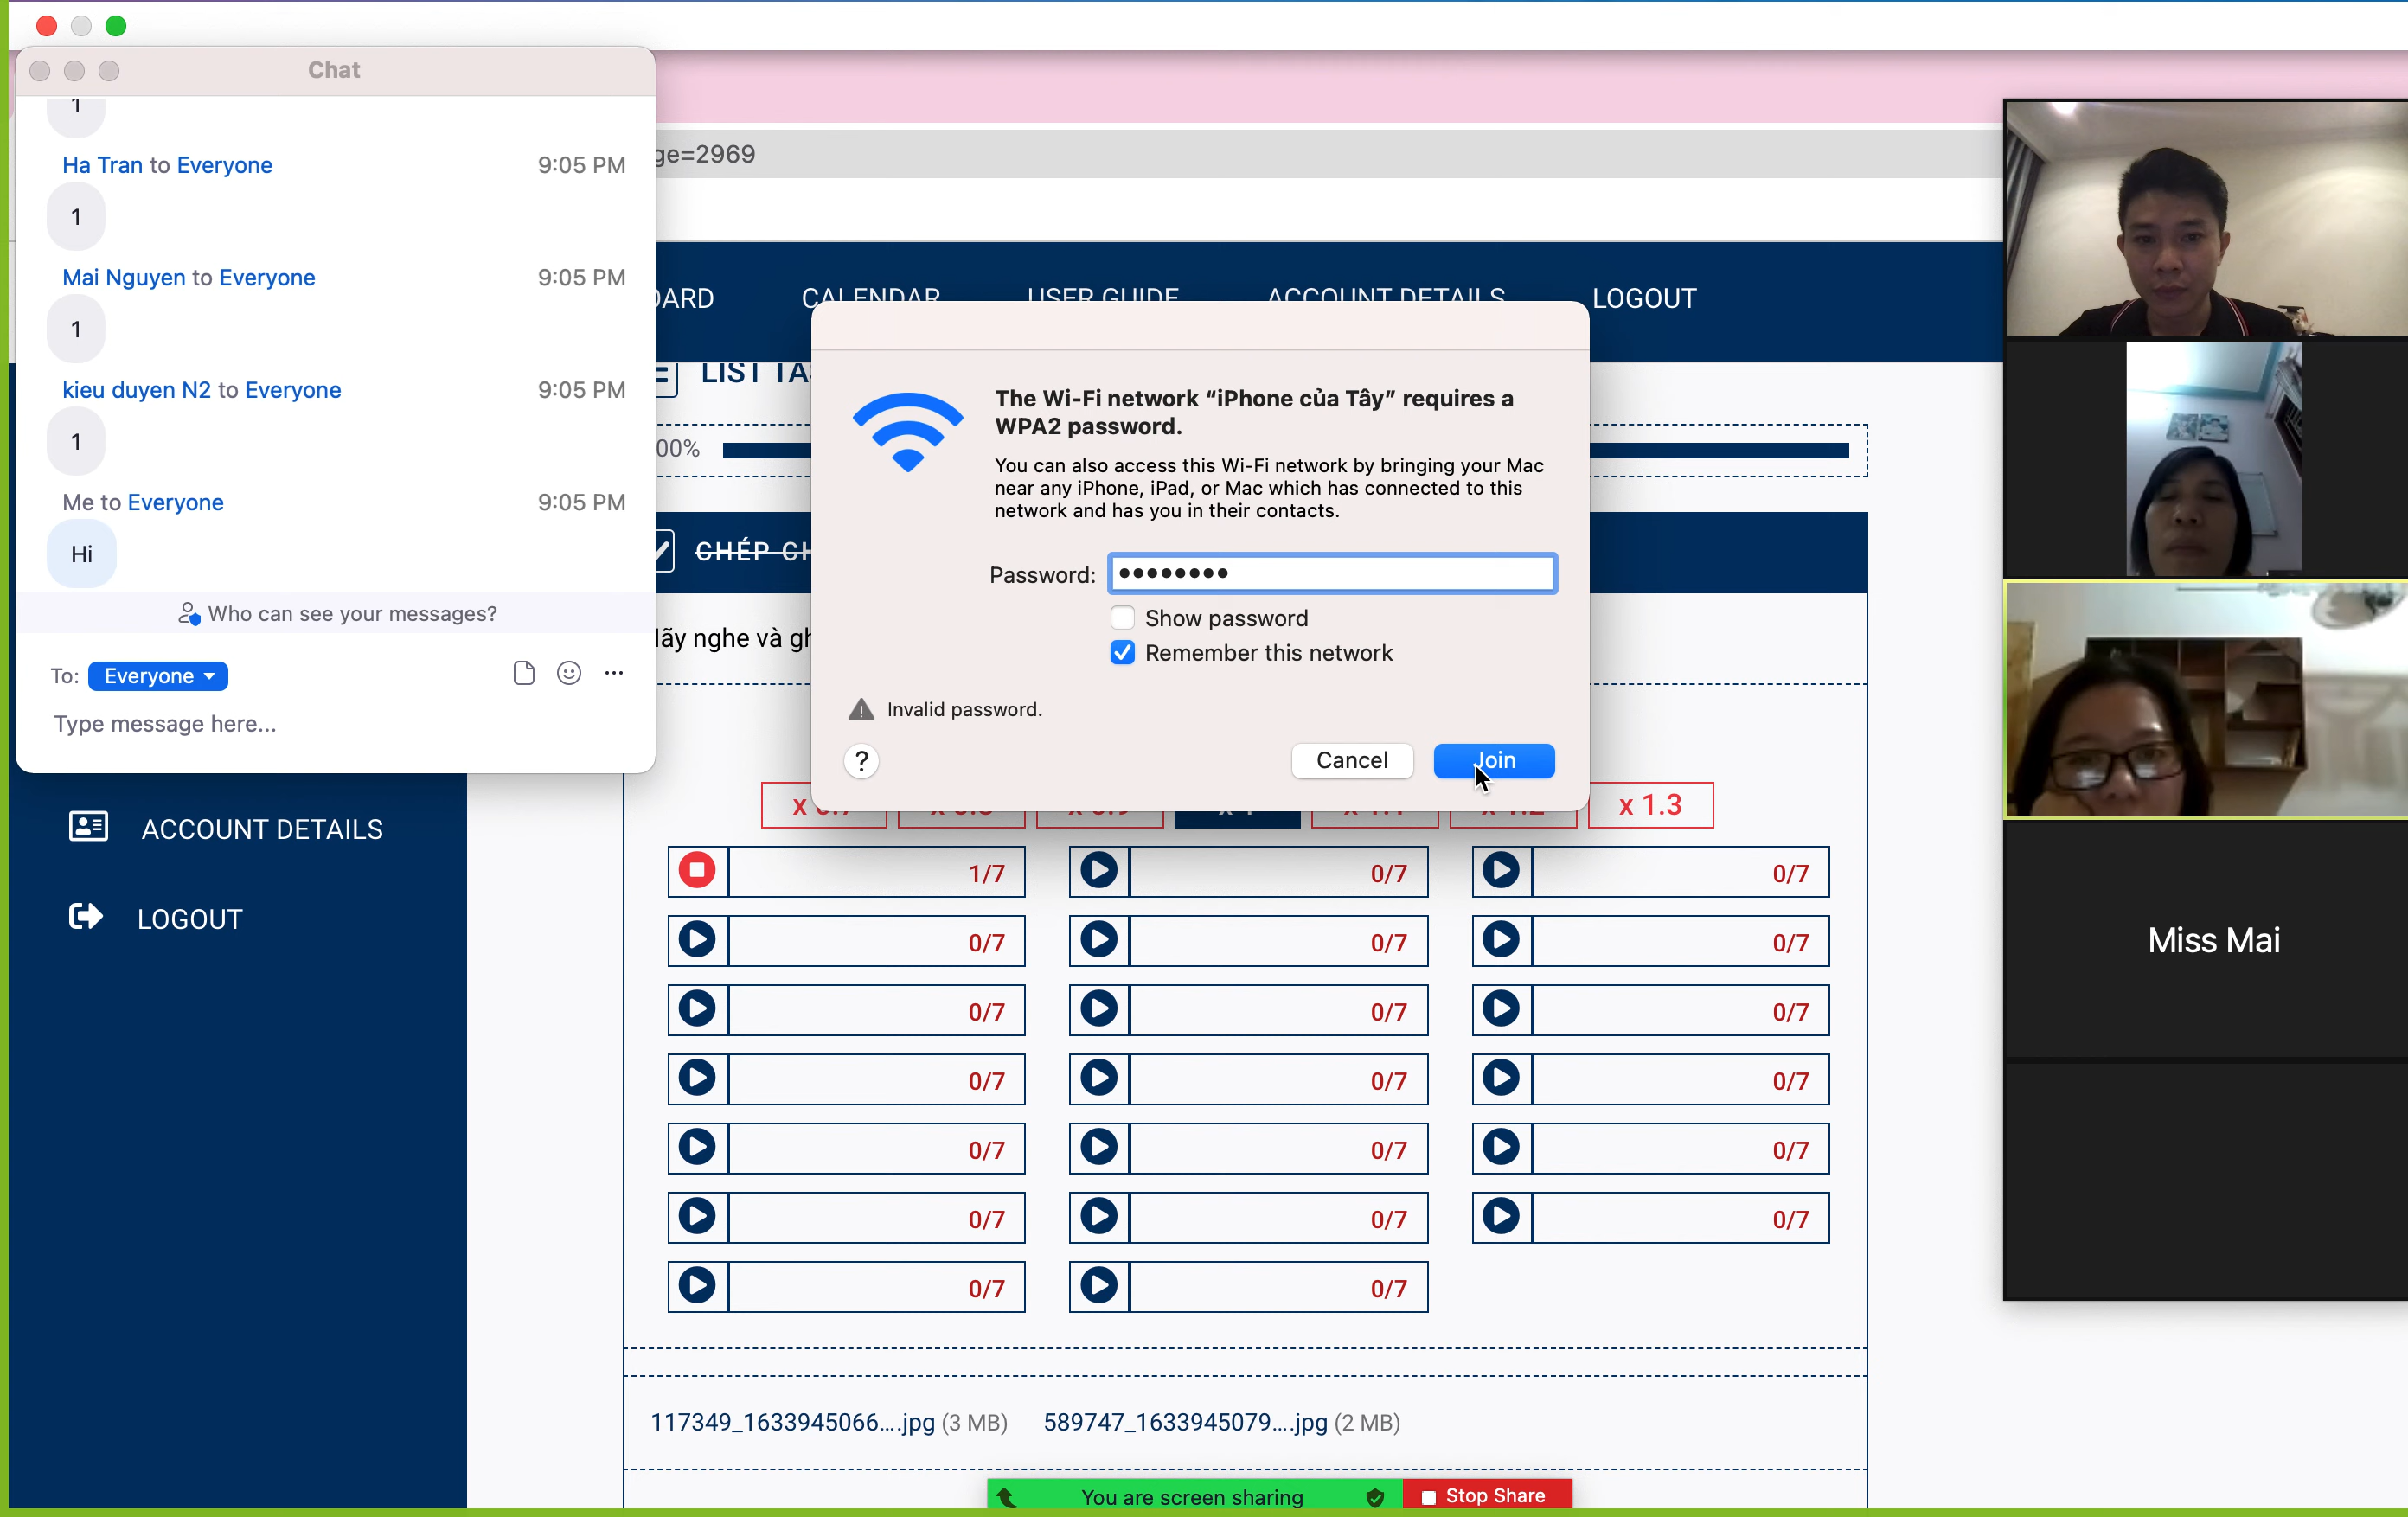 Chat
1
Ha Tran to Everyone 9:05 PM
1
Mai Nguyen to Everyone 9:05 PM
1
kieu duyen N2 to Everyone 9:05 PM
1
Me to Everyone 9:05 PM
Hi
Who can see your messages?
To: Everyone
Type message here...
ACCOUNT DETAILS
LOGOUT
ge=2969
CALENDAR USER GUIDE ACCOUNT DETAILS LOGOUT
LIST
00%
CHÉP
nghe và
The Wi-Fi network “iPhone của Tây” requires a
WPA2 password.
You can also access this Wi-Fi network by bringing your Mac
near any iPhone, iPad, or Mac which has connected to this
network and has you in their contacts.
Password: ••••••••
Show password
Remember this network
Invalid password.
? Cancel Join
x 1.3
1/7 0/7 0/7
0/7 0/7 0/7
0/7 0/7 0/7
0/7 0/7 0/7
0/7 0/7 0/7
0/7 0/7 0/7
0/7 0/7
117349_1633945066....jpg (3 MB) 589747_1633945079....jpg (2 MB)
You are screen sharing Stop Share
Miss Mai